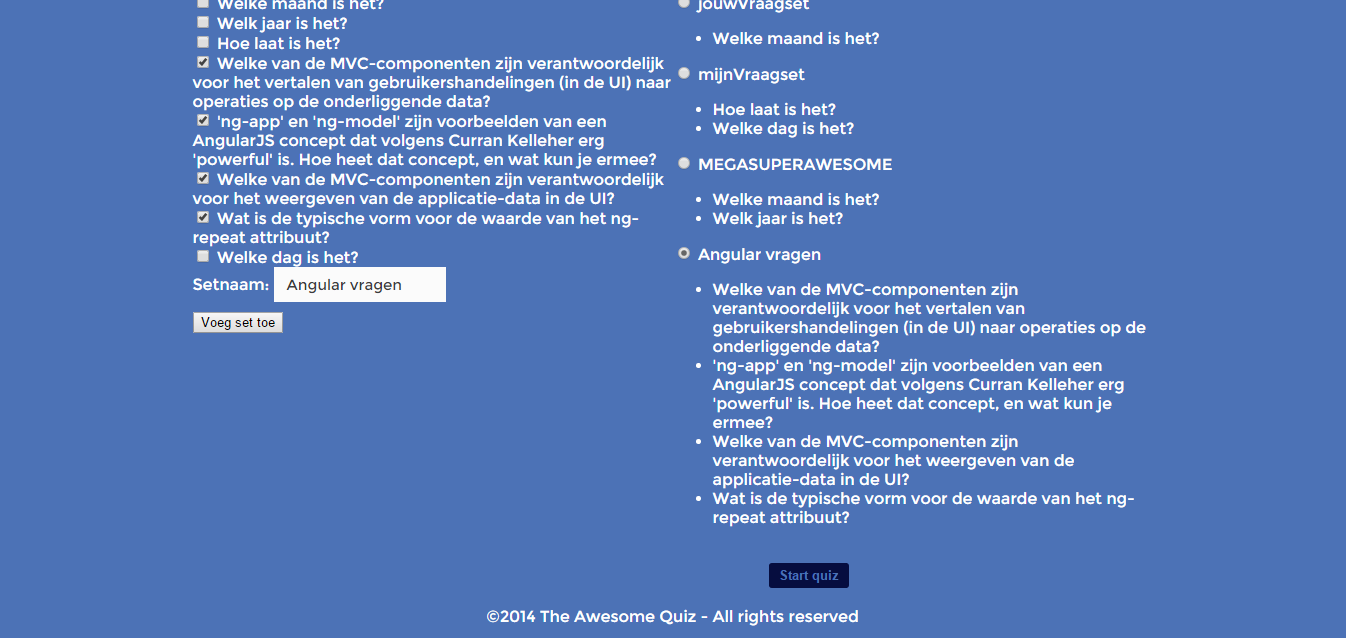 Welke maand is het?
Welk jaar is het?
Hoe laat is het?
Welke van de MVC-componenten zijn verantwoordelijk
voor het vertalen van gebruikershandelingen (in de UI) naar
operaties op de onderliggende data?
'ng-app' en 'ng-model' zijn voorbeelden van een
AngularJS concept dat volgens Curran Kelleher erg
'powerful' is. Hoe heet dat concept, en wat kun je ermee?
Welke van de MVC-componenten zijn verantwoordelijk
voor het weergeven van de applicatie-data in de UI?
Wat is de typische vorm voor de waarde van het ng-
repeat attribuut?
Welke dag is het?
Setnaam: Angular vragen
Voeg set toe
jouwVraagset
• Welke maand is het?
mijnVraagset
• Hoe laat is het?
• Welke dag is het?
MEGASUPERAWESOME
• Welke maand is het?
• Welk jaar is het?
Angular vragen
• Welke van de MVC-componenten zijn
verantwoordelijk voor het vertalen van
gebruikershandelingen (in de UI) naar operaties op de
onderliggende data?
• 'ng-app' en 'ng-model' zijn voorbeelden van een
AngularJS concept dat volgens Curran Kelleher erg
'powerful' is. Hoe heet dat concept, en wat kun je
ermee?
• Welke van de MVC-componenten zijn
verantwoordelijk voor het weergeven van de
applicatie-data in de UI?
• Wat is de typische vorm voor de waarde van het ng-
repeat attribuut?
Start quiz
©2014 The Awesome Quiz - All rights reserved